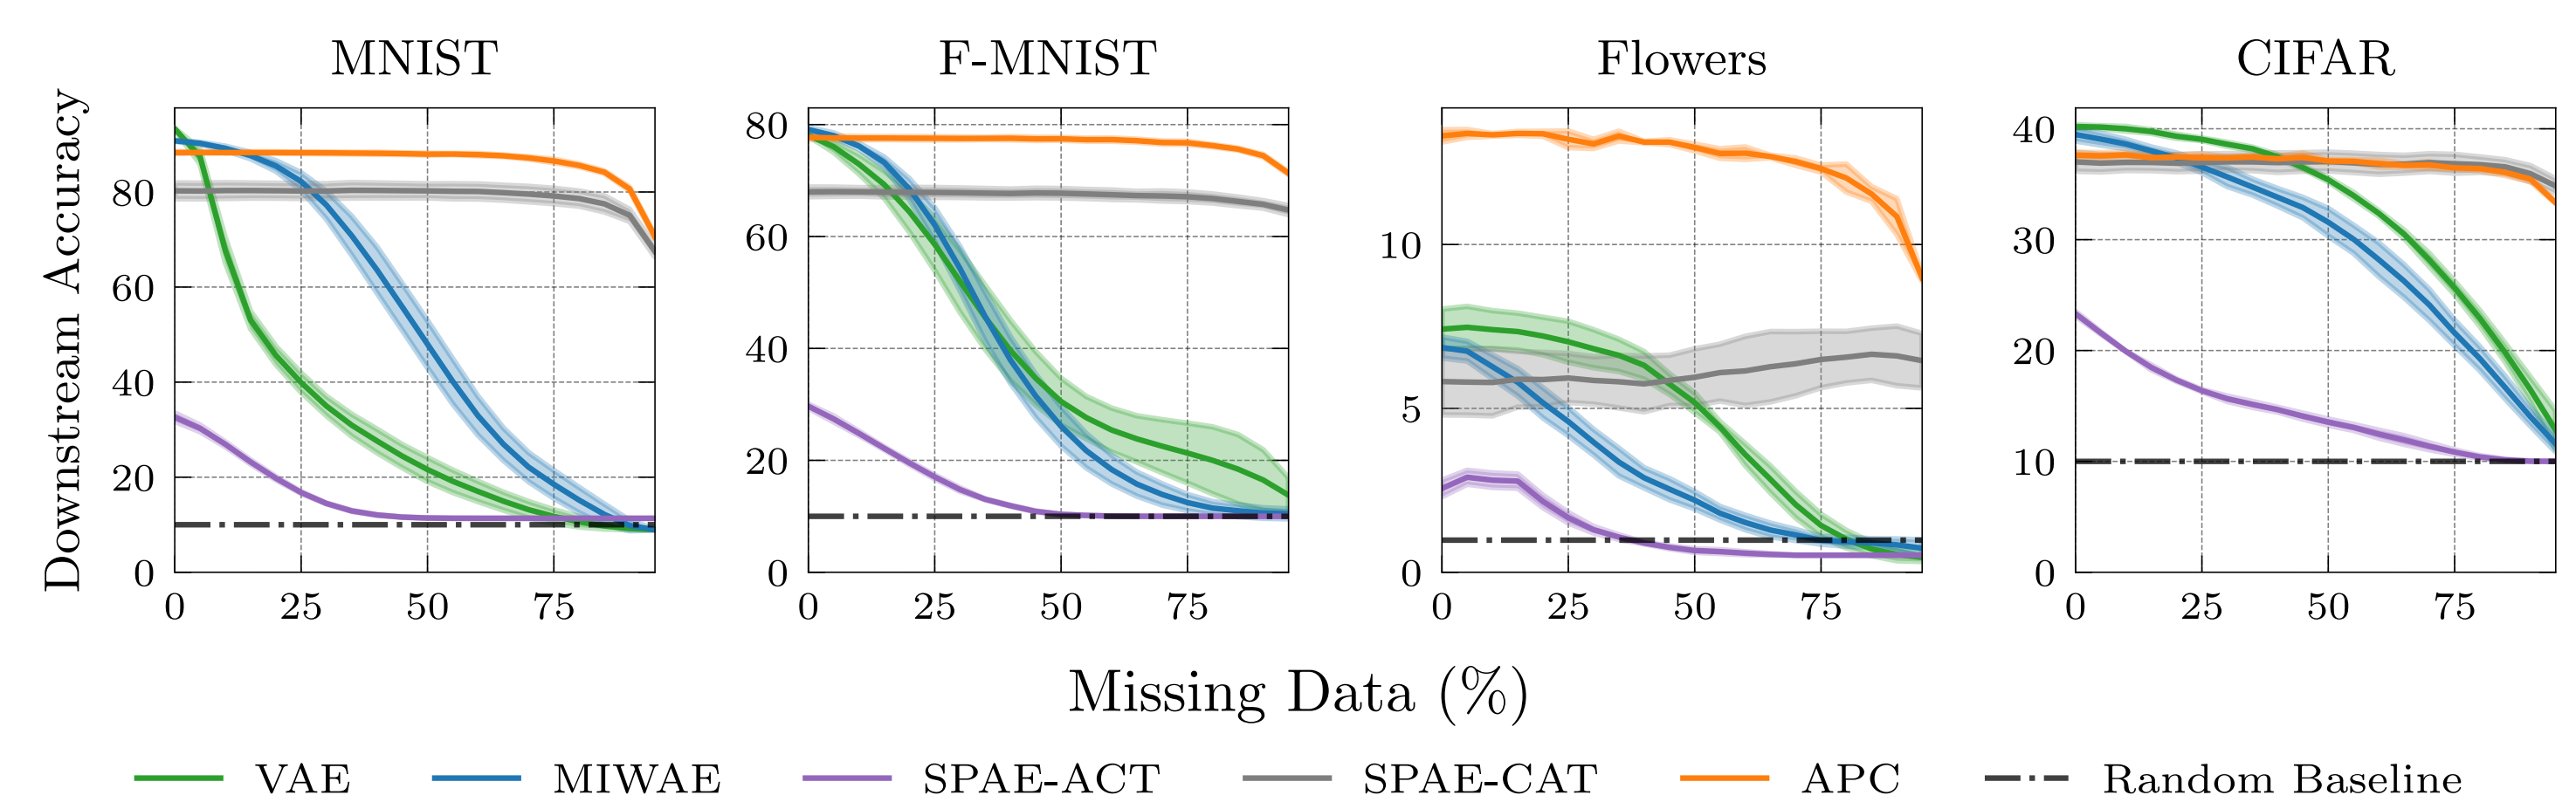 MNIST F-MNIST Flowers CIFAR
Downstream Accuracy
80
60
40
20
0
0 25 50 75
80
60
40
20
0
0 25 50 75
10
5
0
0 25 50 75
40
30
20
10
0
0 25 50 75
Missing Data (%)
VAE MIWAE SPAE-ACT SPAE-CAT APC Random Baseline